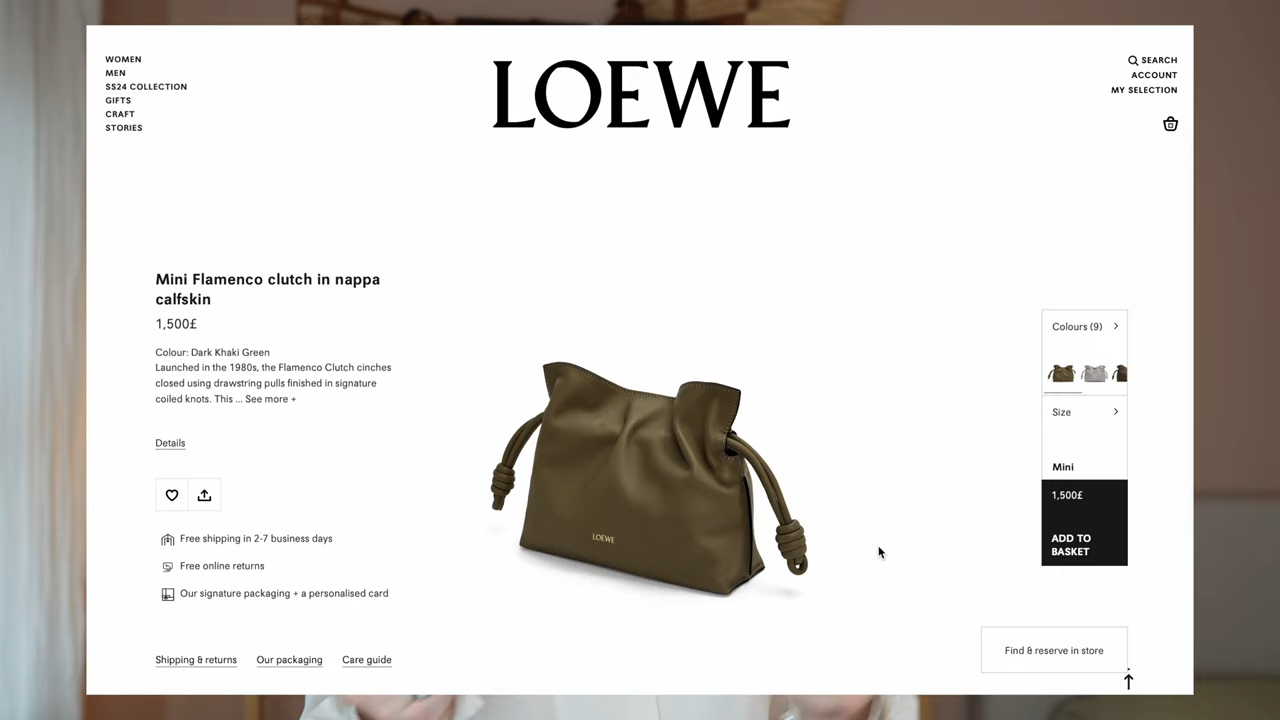 WOMEN
MEN
SS24 COLLECTION
GIFTS
CRAFT
STORIES
LOEWE
SEARCH
ACCOUNT
MY SELECTION
0
Mini Flamenco clutch in nappa
calfskin
1,500£
Colour: Dark Khaki Green
Launched in the 1980s, the Flamenco Clutch cinches
closed using drawstring pulls finished in signature
coiled knots. This ... See more +
Details
Free shipping in 2-7 business days
Free online returns
Our signature packaging + a personalised card
Shipping & returns
Our packaging
Care guide
LOEWE
Colours (9)
Size
Mini
1,500£
ADD TO
BASKET
Find & reserve in store